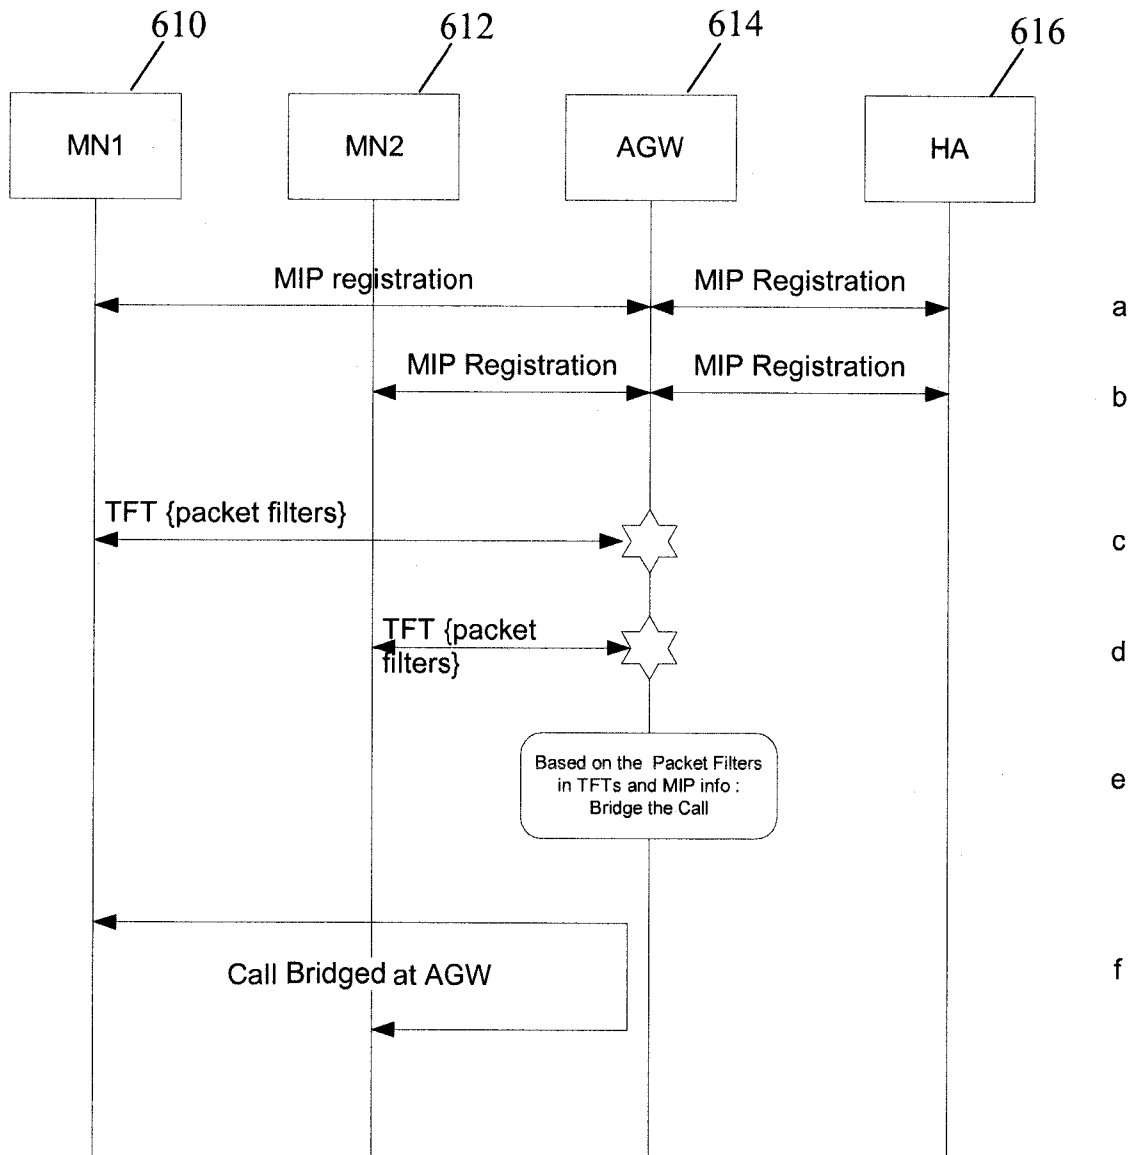 610
612
614
616
MN1
MN2
AGW
HA
MIP registration
MIP Registration
a
MIP Registration
MIP Registration
b
TFT {packet filters}
c
TFT {packet
filters}
d
Based on the Packet Filters
in TFTs and MIP info :
Bridge the Call
e
Call Bridged at AGW
f